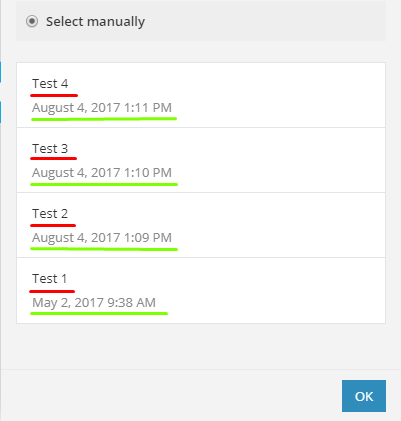 Select manually
Test 4
August 4, 2017 1:11 PM
Test 3
August 4, 2017 1:10 PM
Test 2
August 4, 2017 1:09 PM
Test 1
May 2, 2017 9:38 AM
OK